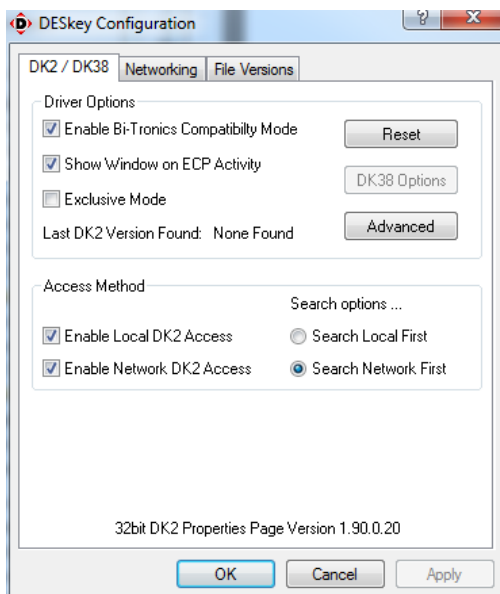 DESkey Configuration
DK2 / DK38 Networking File Versions
Driver Options
Enable Bi-Tronics Compatibilty Mode Reset
Show Window on ECP Activity
DK38 Options
Exclusive Mode
Last DK2 Version Found: None Found Advanced
Access Method
Search options ...
Enable Local DK2 Access Search Local First
Enable Network DK2 Access Search Network First
32bit DK2 Properties Page Version 1.90.0.20
OK Cancel Apply